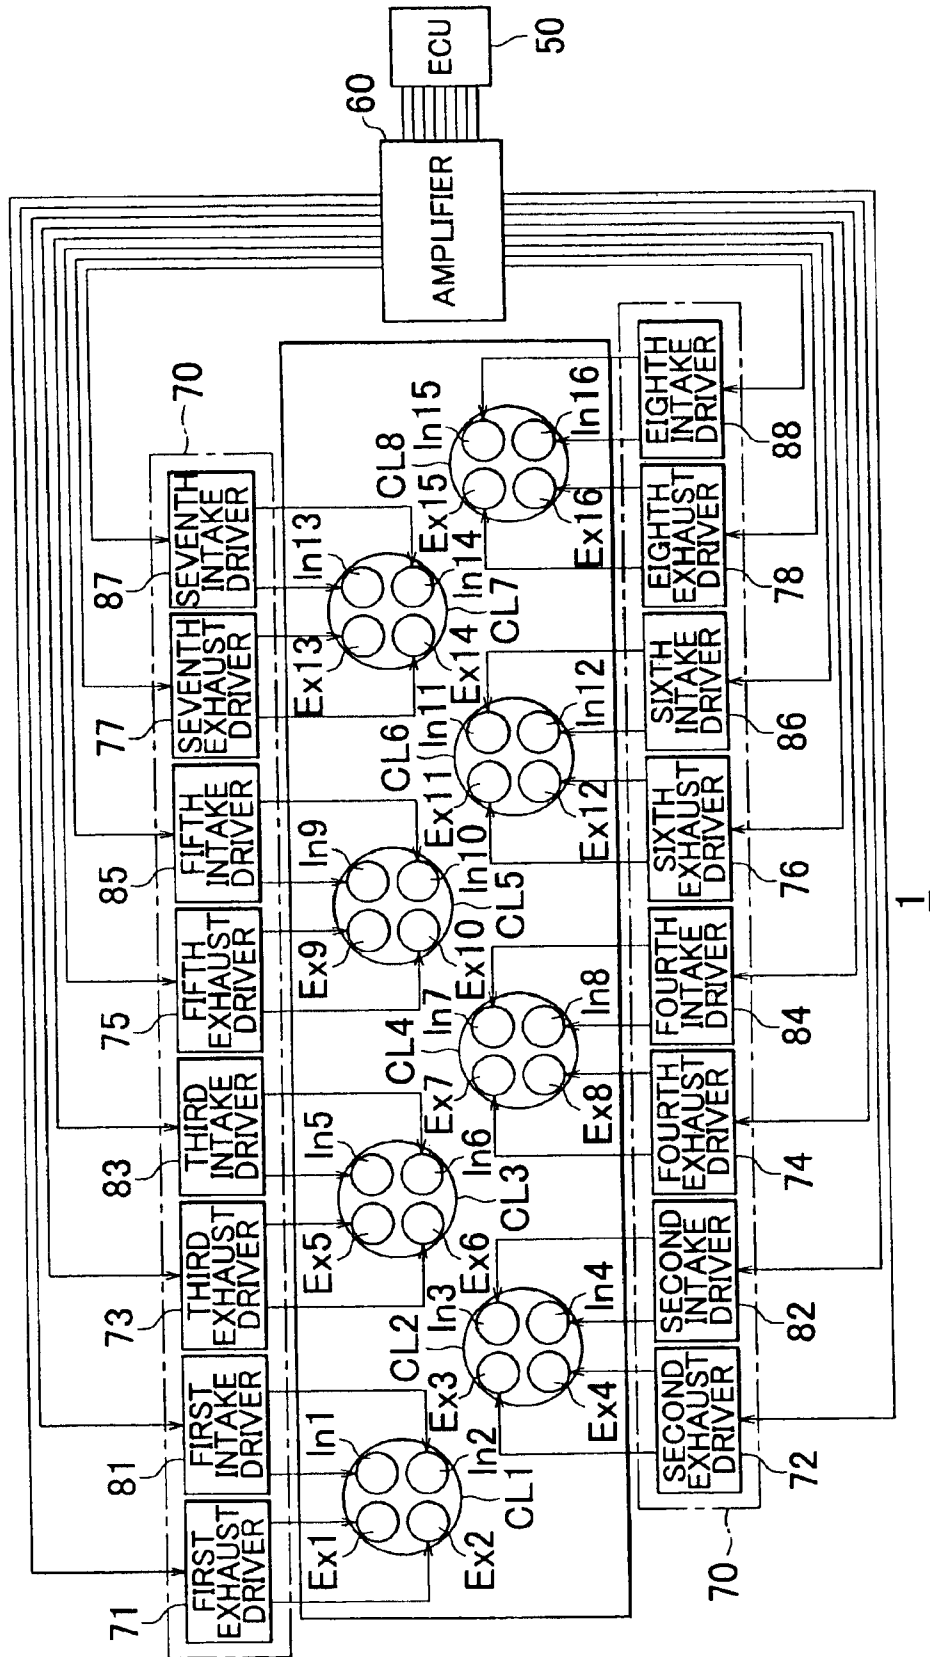 71
FIRST
EXHAUST
DRIVER
81
FIRST
INTAKE
DRIVER
73
THIRD
EXHAUST
DRIVER
83
THIRD
INTAKE
DRIVER
75
FIFTH
EXHAUST
DRIVER
85
FIFTH
INTAKE
DRIVER
77
SEVENTH
EXHAUST
DRIVER
87
SEVENTH
INTAKE
DRIVER
70
60
AMPLIFIER
ECU
50
Ex1
In1
Ex2
In2
CL1
CL2
Ex3
In3
Ex4
In4
Ex5
In5
Ex6
In6
CL3
CL4
Ex7
In7
Ex8
In8
Ex9
In9
Ex10
In10
CL5
CL6
Ex11
In11
Ex12
In12
Ex13
In13
Ex14
In14
CL7
CL8
Ex15
In15
Ex16
In16
70
SECOND
EXHAUST
DRIVER
72
SECOND
INTAKE
DRIVER
82
FOURTH
EXHAUST
DRIVER
74
FOURTH
INTAKE
DRIVER
84
SIXTH
EXHAUST
DRIVER
76
SIXTH
INTAKE
DRIVER
86
EIGHTH
EXHAUST
DRIVER
78
EIGHTH
INTAKE
DRIVER
88
1